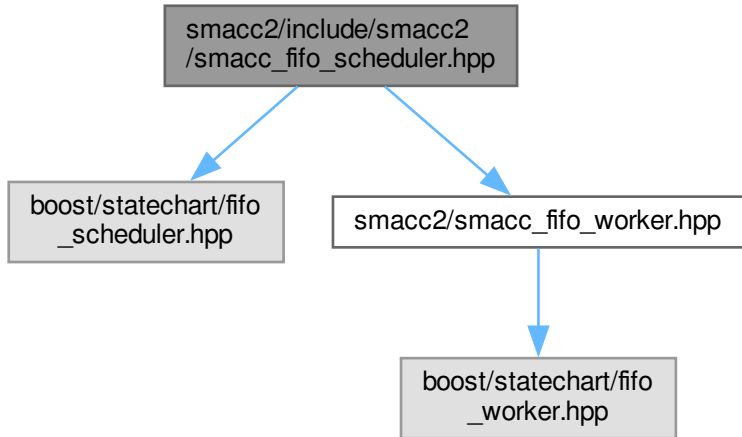 smacc2/include/smacc2
/smacc_fifo_scheduler.hpp
boost/statechart/fifo
_scheduler.hpp
smacc2/smacc_fifo_worker.hpp
boost/statechart/fifo
_worker.hpp